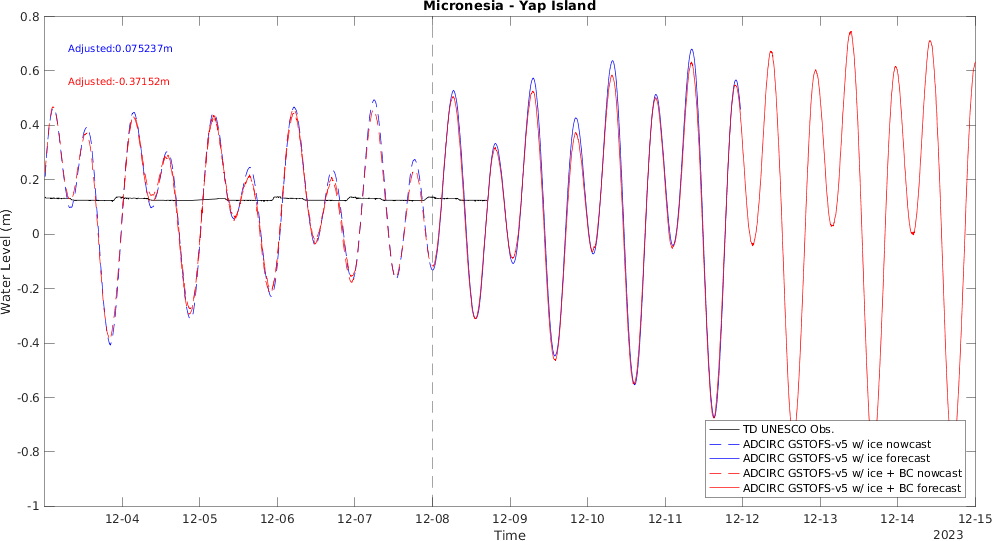 Micronesia - Yap Island
Adjusted:0.075237m
Adjusted:-0.37152m
Water Level (m)
0.8
0.6
0.4
0.2
0
-0.2
-0.4
-0.6
-0.8
-1
TD UNESCO Obs.
ADCIRC GSTOFS-v5 w/ ice nowcast
ADCIRC GSTOFS-v5 w/ ice forecast
ADCIRC GSTOFS-v5 w/ ice + BC nowcast
ADCIRC GSTOFS-v5 w/ ice + BC forecast
12-04 12-05 12-06 12-07 12-08 12-09 12-10 12-11 12-12 12-13 12-14 12-15
Time
2023